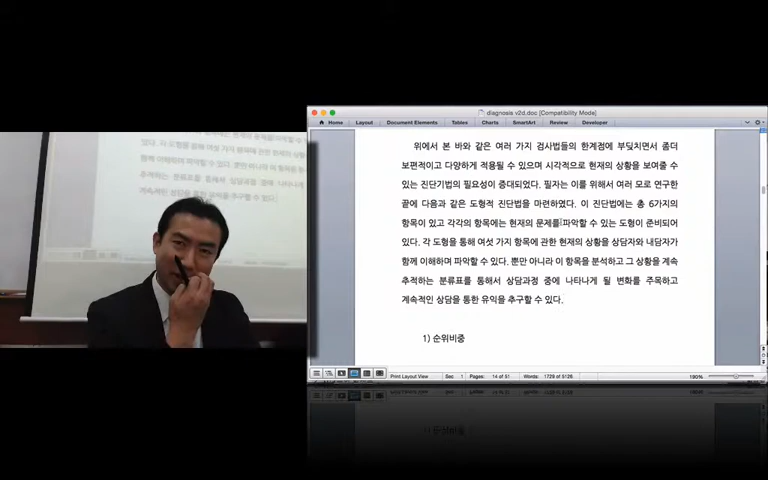 diagnosis v2d.doc [Compatibility Mode]
Home Layout Document Elements Tables Charts SmartArt Review Developer
위에서 본 바와 같은 여러 가지 검사법들의 한계점에 부딪치면서 좀더
보편적이고 다양하게 적용될 수 있으며 시각적으로 현재의 상황을 보여줄 수
있는 진단기법의 필요성이 증대되었다. 필자는 이를 위해서 여러 모로 연구한
끝에 다음과 같은 도형적 진단법을 마련하였다. 이 진단법에는 총 6가지의
항목이 있고 각각의 항목에는 현재의 문제를 파악할 수 있는 도형이 준비되어
있다. 각 도형을 통해 여섯 가지 항목에 관한 현재의 상황을 상담자와 내담자가
함께 이해하며 파악할 수 있다. 뿐만 아니라 이 항목을 분석하고 그 상황을 계속
추적하는 분류표를 통해서 상담과정 중에 나타나게 될 변화를 주목하고
계속적인 상담을 통한 유익을 추구할 수 있다.
1) 순위비중
Print Layout View Sec 1 Pages: 14 of 51 Words: 1729 of 5126 190%